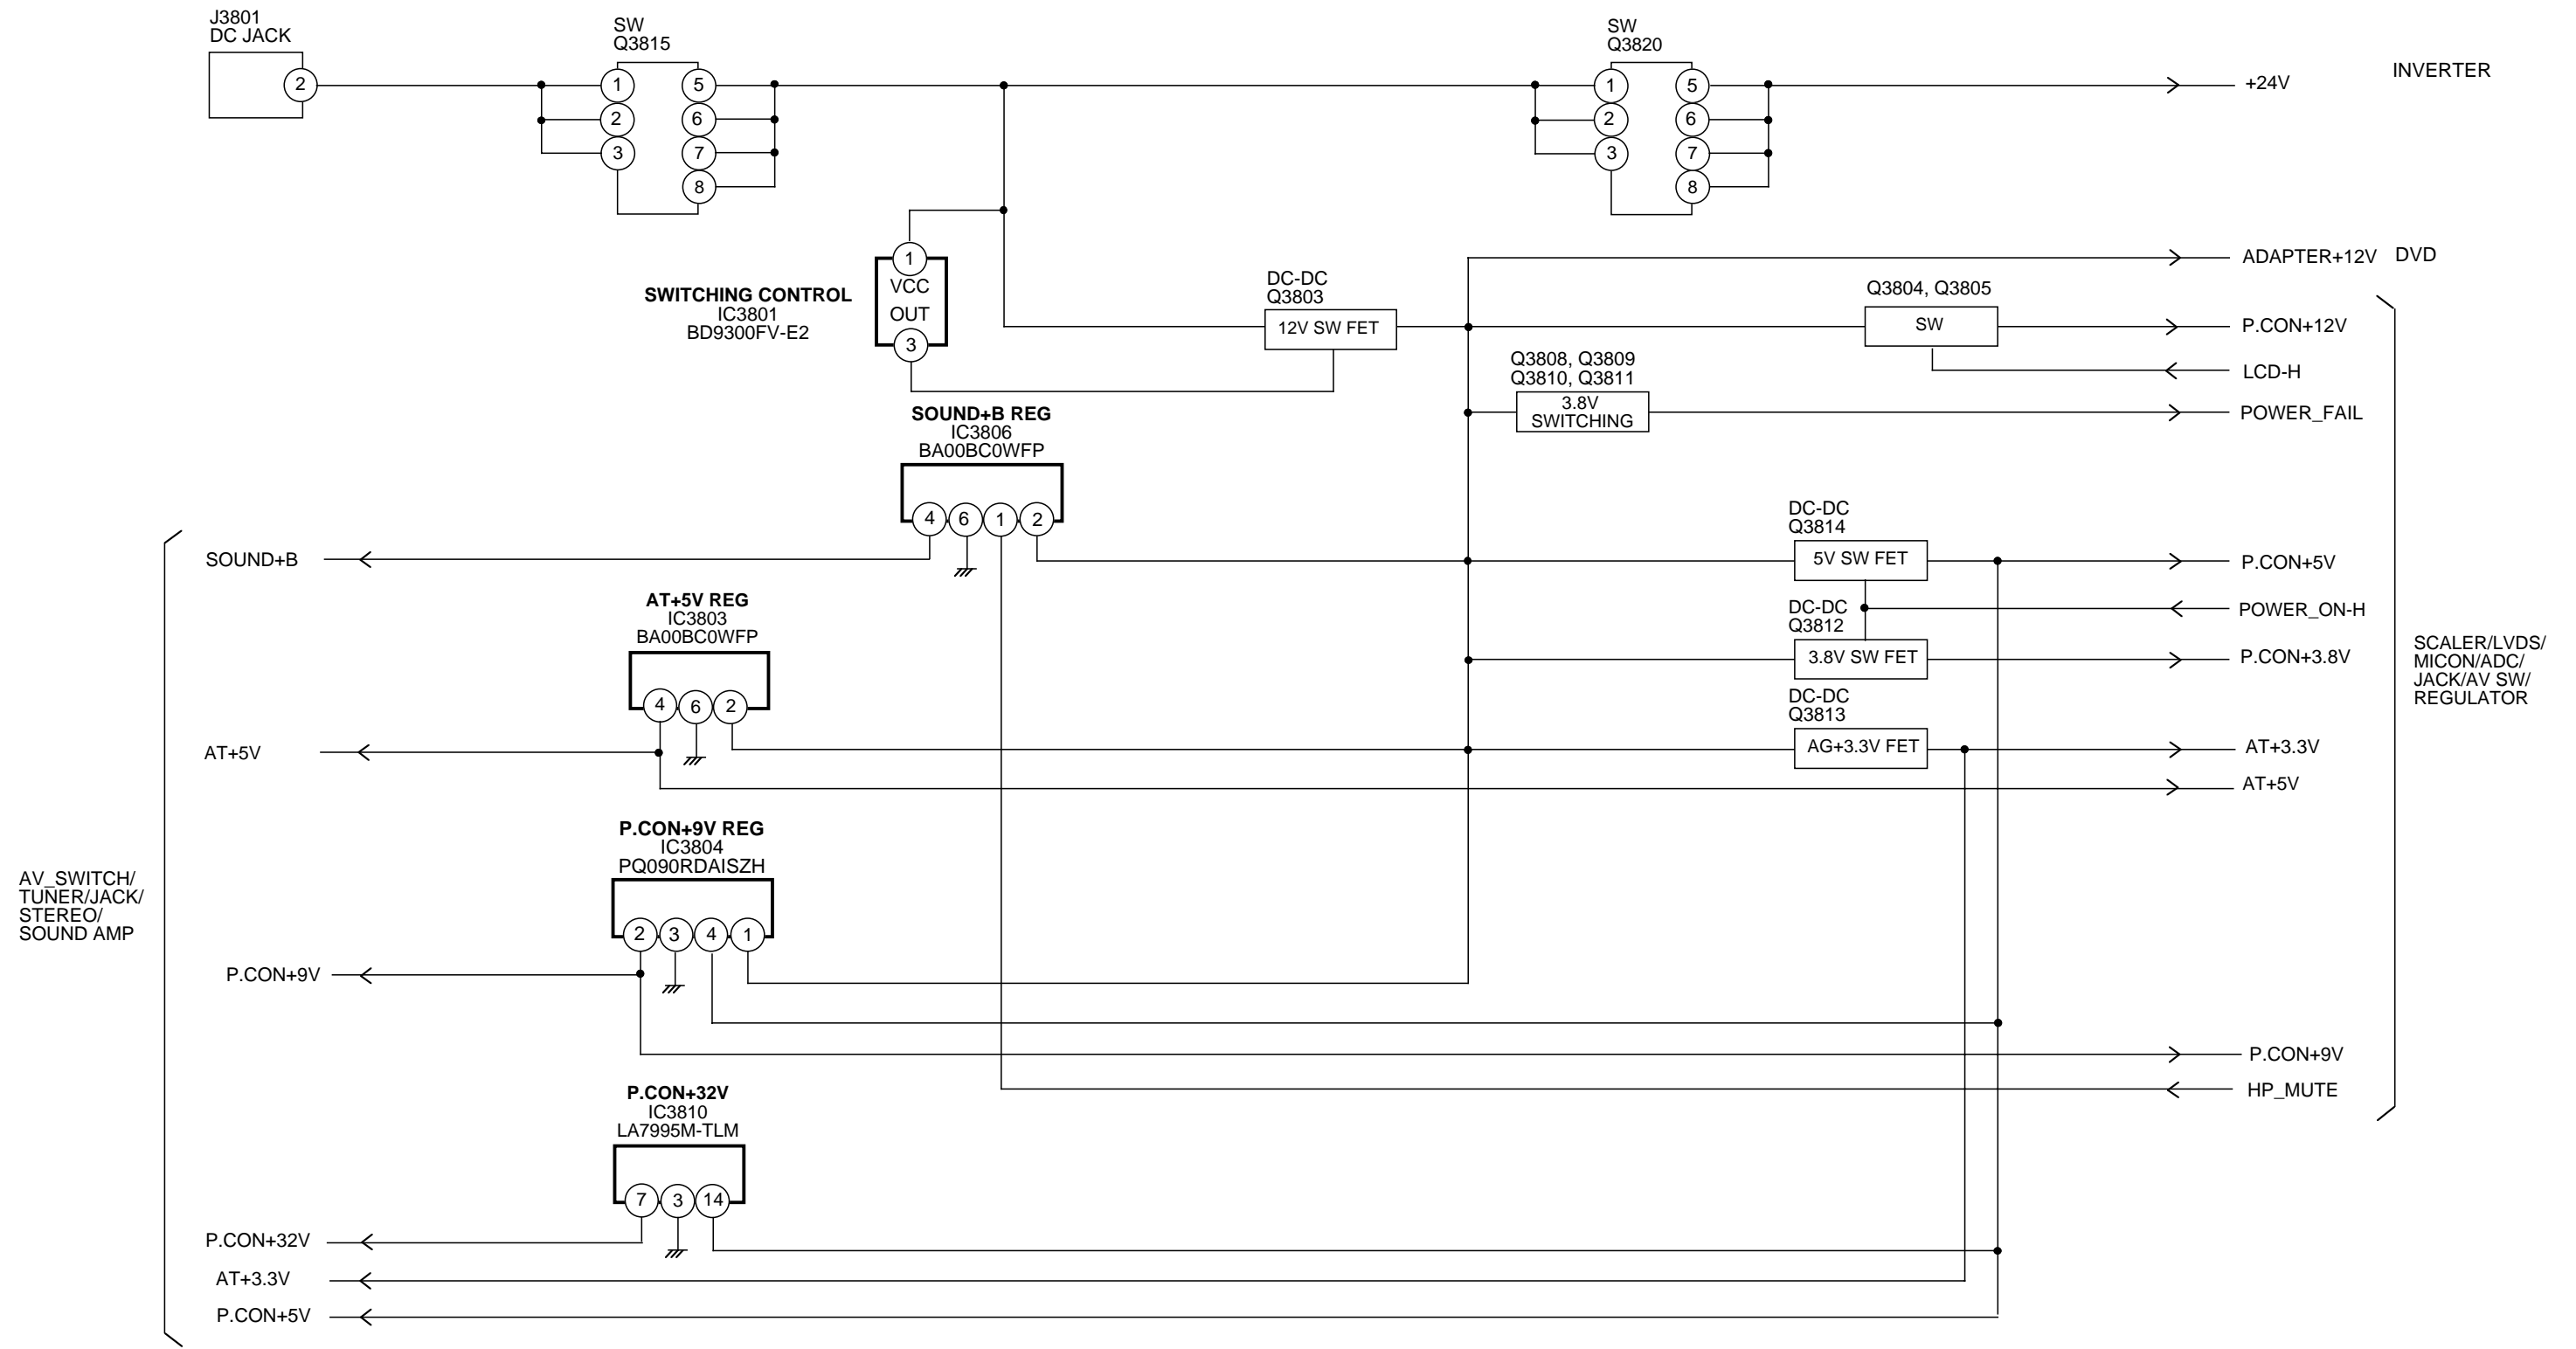 J3801
DC JACK
2
SW
Q3815
1
2
3
5
6
7
8
SW
Q3820
1
2
3
5
6
7
8
+24V
INVERTER
1
VCC
OUT
3
SWITCHING CONTROL
IC3801
BD9300FV-E2
DC-DC
Q3803
12V SW FET
ADAPTER+12V
DVD
Q3804, Q3805
SW
P.CON+12V
LCD-H
Q3808, Q3809
Q3810, Q3811
3.8V
SWITCHING
POWER_FAIL
SOUND+B REG
IC3806
BA00BC0WFP
4
6
1
2
SOUND+B
DC-DC
Q3814
5V SW FET
P.CON+5V
POWER_ON-H
DC-DC
Q3812
3.8V SW FET
P.CON+3.8V
AT+5V REG
IC3803
BA00BC0WFP
4
6
2
AT+5V
DC-DC
Q3813
AG+3.3V FET
AT+3.3V
AT+5V
SCALER/LVDS/
MICON/ADC/
JACK/AV SW/
REGULATOR
P.CON+9V REG
IC3804
PQ090RDAISZH
2
3
4
1
AV_SWITCH/
TUNER/JACK/
STEREO/
SOUND AMP
P.CON+9V
P.CON+9V
HP_MUTE
P.CON+32V
IC3810
LA7995M-TLM
7
3
14
P.CON+32V
AT+3.3V
P.CON+5V